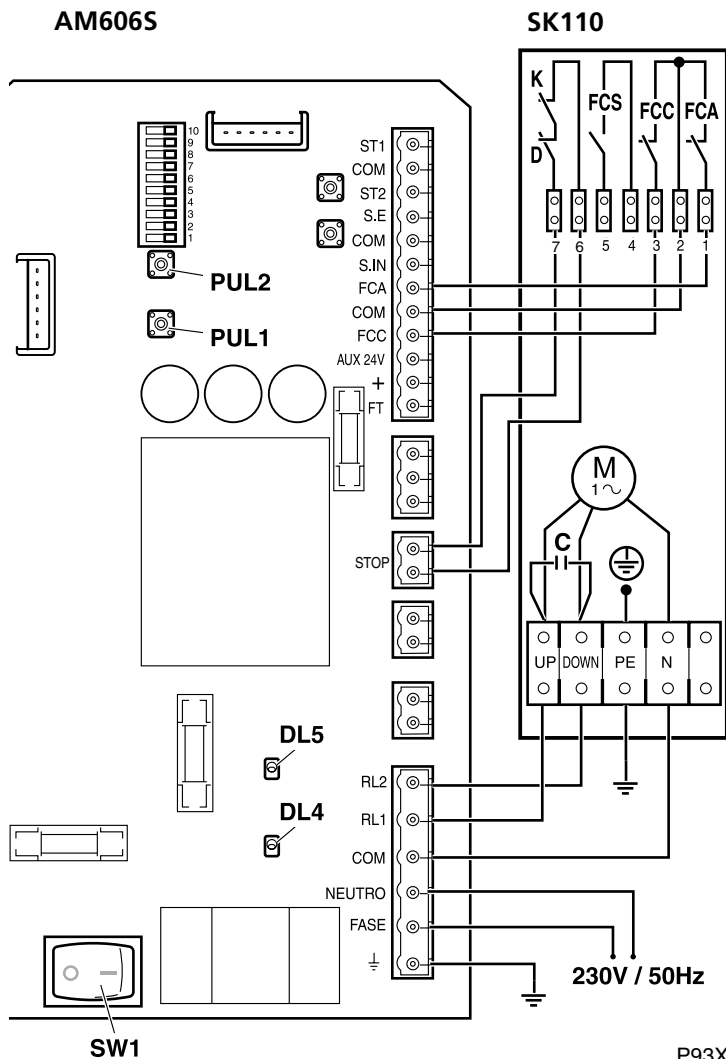 AM606S
SK110
K
D
FCS
FCC
FCA
7 6 5 4 3 2 1
10
9
8
7
6
5
4
3
2
1
PUL2
PUL1
ST1
COM
ST2
S.E
COM
S.IN
FCA
COM
FCC
AUX 24V
+
FT
STOP
M
1~
C
UP DOWN PE N
DL5
DL4
RL2
RL1
COM
NEUTRO
FASE
230V / 50Hz
SW1
P93X